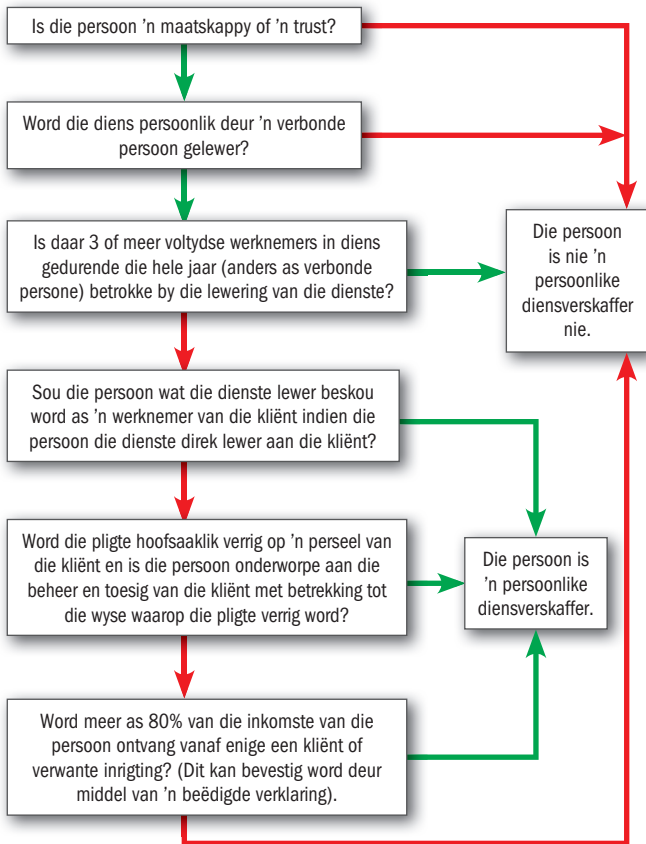 Is die persoon ’n maatskappy of ’n trust?
Word die diens persoonlik deur ’n verbonde
persoon gelewer?
Is daar 3 of meer voltydse werknemers in diens
gedurende die hele jaar (anders as verbonde
persone) betrokke by die lewering van die dienste?
Die persoon
is nie ’n
persoonlike
diensverskaffer
nie.
Sou die persoon wat die dienste lewer beskou
word as ’n werknemer van die kliënt indien die
persoon die dienste direk lewer aan die kliënt?
Word die pligte hoofsaaklik verrig op ’n perseel van
die kliënt en is die persoon onderworpe aan die
beheer en toesig van die kliënt met betrekking tot
die wyse waarop die pligte verrig word?
Die persoon is
’n persoonlike
diensverskaffer.
Word meer as 80% van die inkomste van die
persoon ontvang vanaf enige een kliënt of
verwante inrigting? (Dit kan bevestig word deur
middel van ’n beëdigde verklaring).